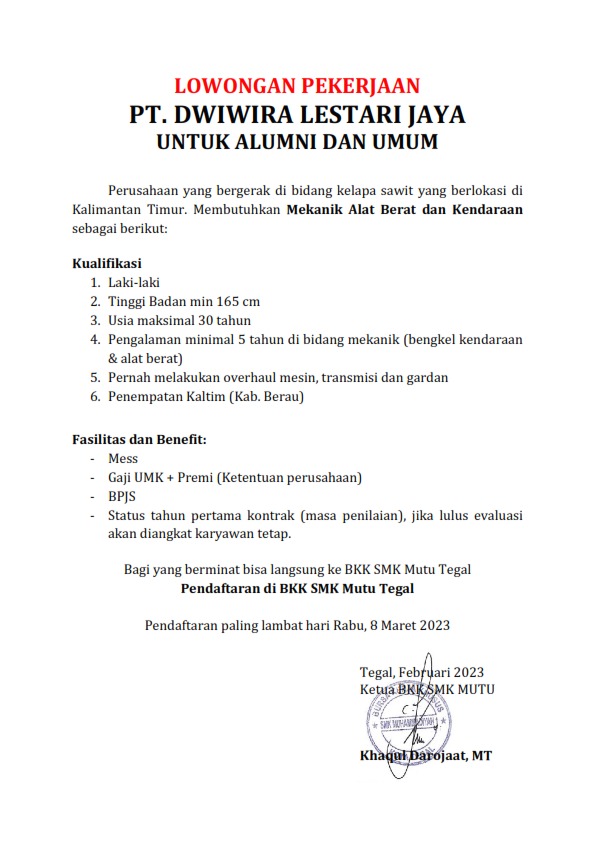 LOWONGAN PEKERJAAN
PT. DWIWIRA LESTARI JAYA
UNTUK ALUMNI DAN UMUM
Perusahaan yang bergerak di bidang kelapa sawit yang berlokasi di
Kalimantan Timur. Membutuhkan Mekanik Alat Berat dan Kendaraan
sebagai berikut:
Kualifikasi
1. Laki-laki
2. Tinggi Badan min 165 cm
3. Usia maksimal 30 tahun
4. Pengalaman minimal 5 tahun di bidang mekanik (bengkel kendaraan
& alat berat)
5. Pernah melakukan overhaul mesin, transmisi dan gardan
6. Penempatan Kaltim (Kab. Berau)
Fasilitas dan Benefit:
- Mess
- Gaji UMK + Premi (Ketentuan perusahaan)
- BPJS
- Status tahun pertama kontrak (masa penilaian), jika lulus evaluasi
akan diangkat karyawan tetap.
Bagi yang berminat bisa langsung ke BKK SMK Mutu Tegal
Pendaftaran di BKK SMK Mutu Tegal
Pendaftaran paling lambat hari Rabu, 8 Maret 2023
Tegal, Februari 2023
Ketua BKK SMK MUTU
Khaqul Darojaat, MT